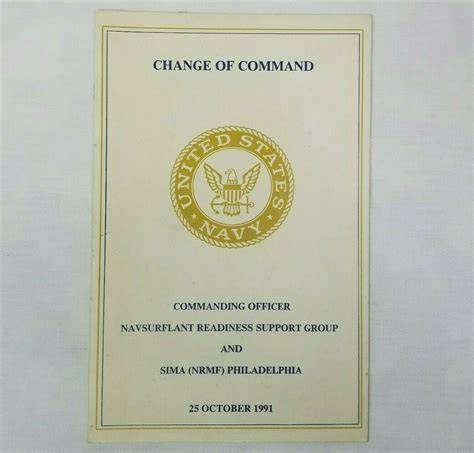 CHANGE OF COMMAND
UNITED STATES
NAVY
COMMANDING OFFICER
NAVSURFLANT READINESS SUPPORT GROUP
AND
SIMA (NRMF) PHILADELPHIA
25 OCTOBER 1991